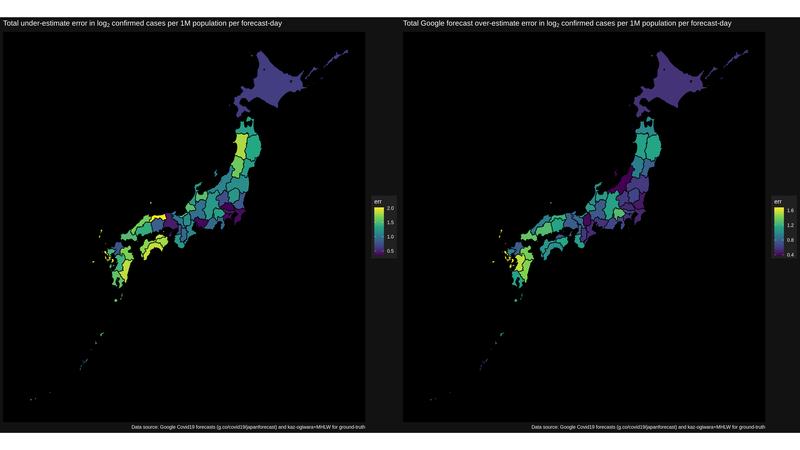 Total under-estimate error in log₂ confirmed cases per 1M population per forecast-day
err
2.0
1.5
1.0
0.5
Data source: Google Covid19 forecasts (g.co/covid19/japanforecast) and kaz-ogiwara+MHLW for ground-truth
Total Google forecast over-estimate error in log₂ confirmed cases per 1M population per forecast-day
err
1.6
1.2
0.8
0.4
Data source: Google Covid19 forecasts (g.co/covid19/japanforecast) and kaz-ogiwara+MHLW for ground-truth